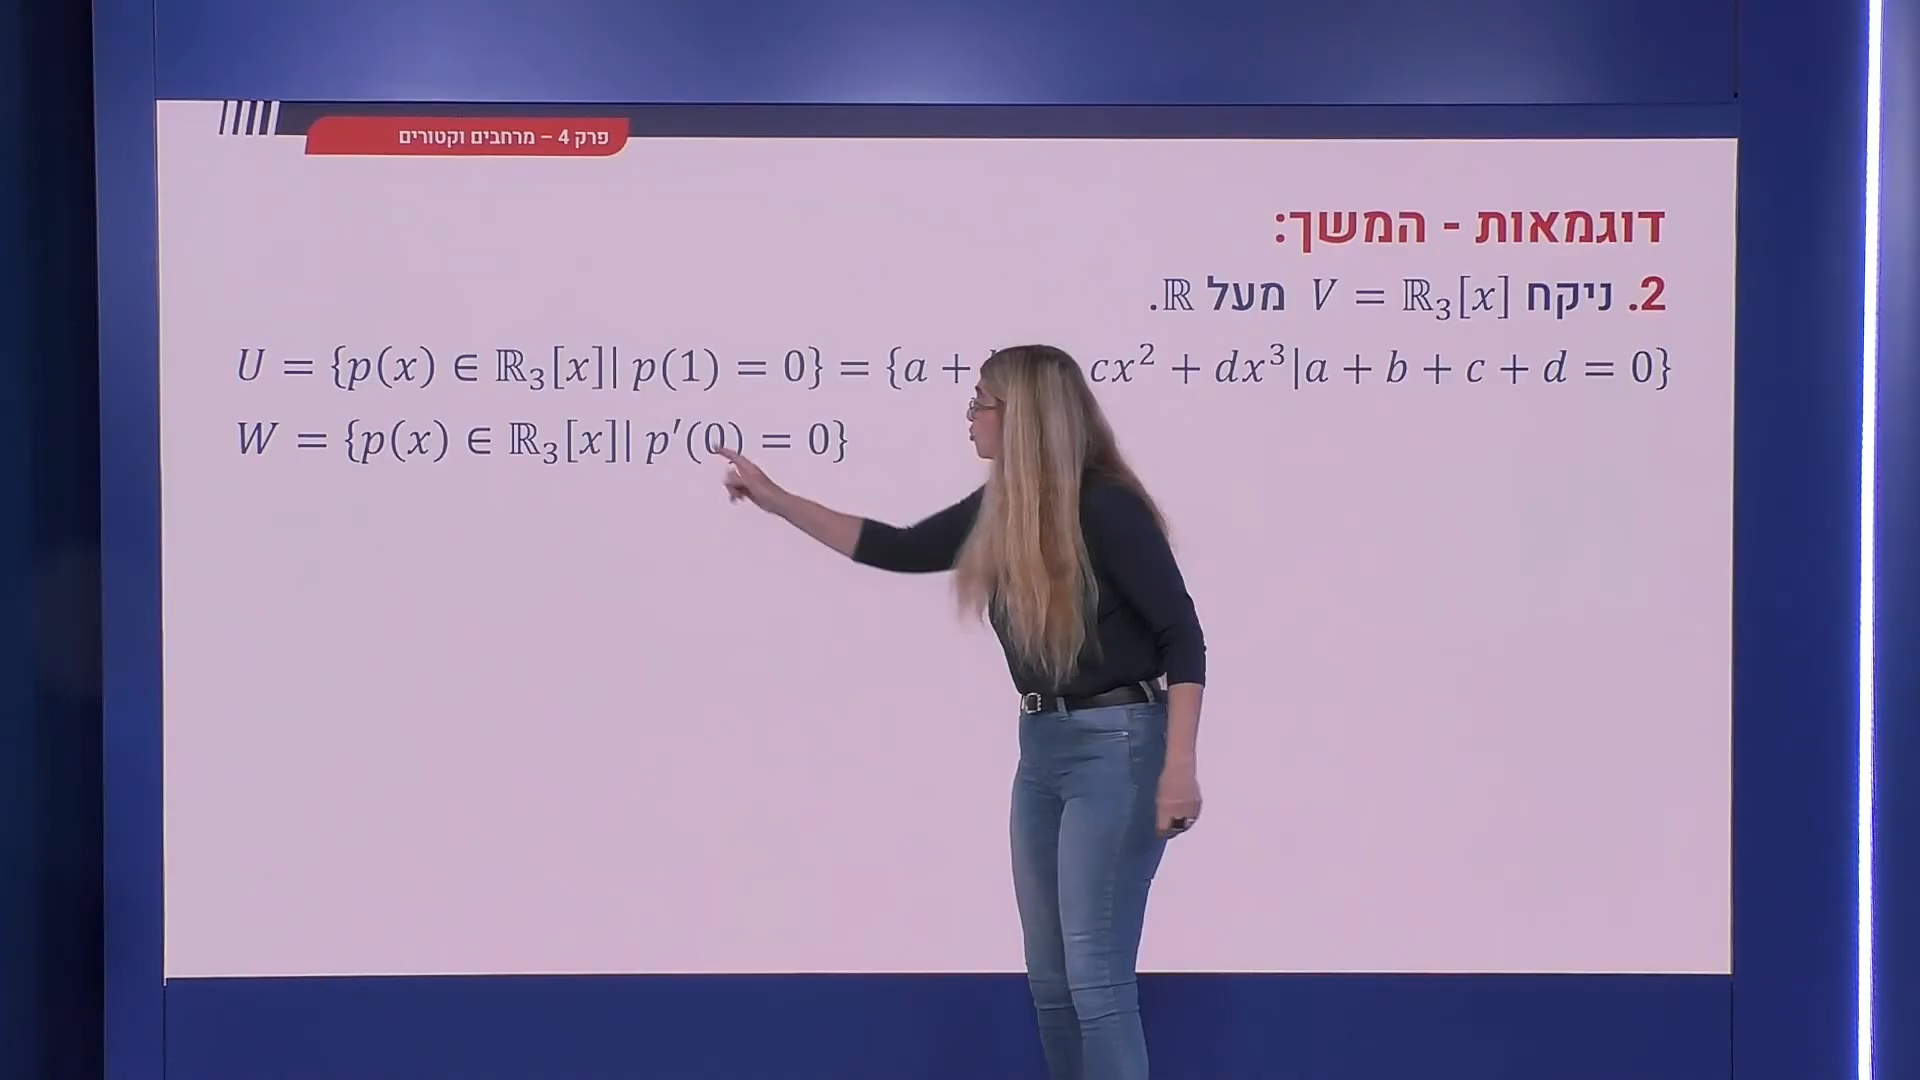 פרק 4 – מרחבים וקטורים
דוגמאות - המשך:
2. ניקח V = ℝ₃[x] מעל ℝ.
U = {p(x) ∈ ℝ₃[x]| p(1) = 0} = {a + cx² + dx³|a + b + c + d = 0}
W = {p(x) ∈ ℝ₃[x]| p′(0) = 0}